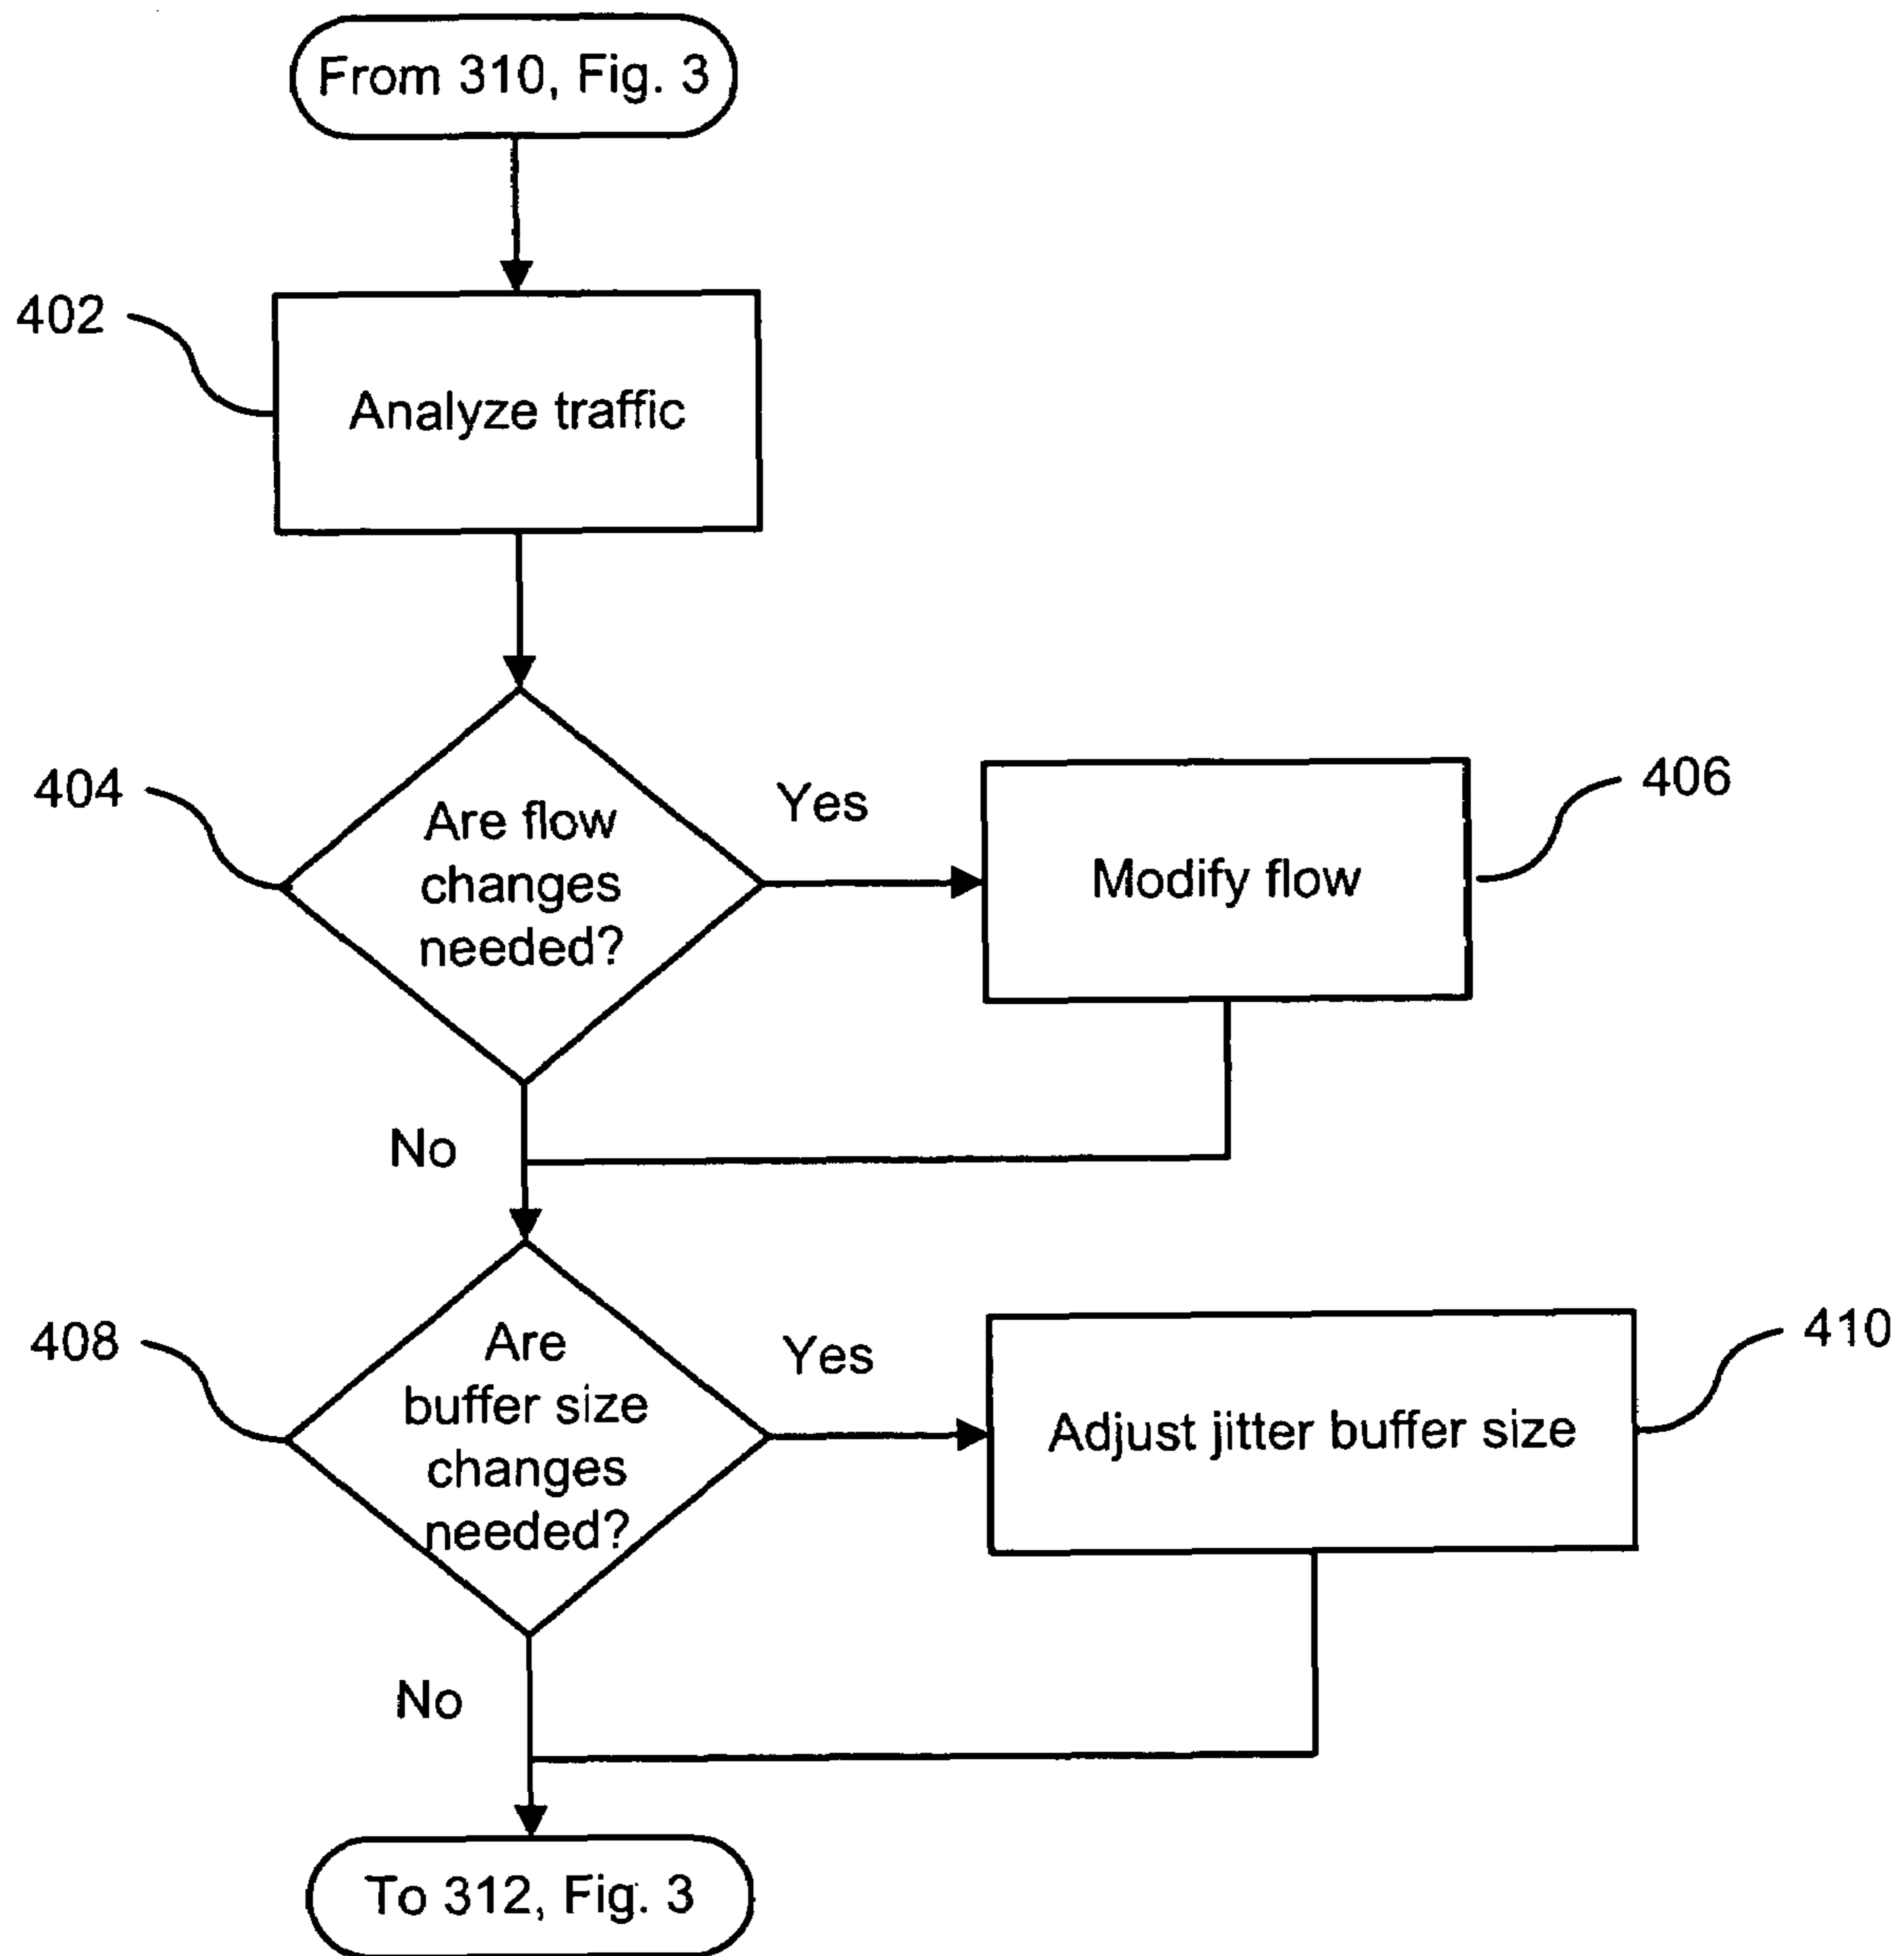 From 310, Fig. 3
402
Analyze traffic
404
Are flow
changes
needed?
Yes
Modify flow
406
No
408
Are
buffer size
changes
needed?
Yes
Adjust jitter buffer size
410
No
To 312, Fig. 3